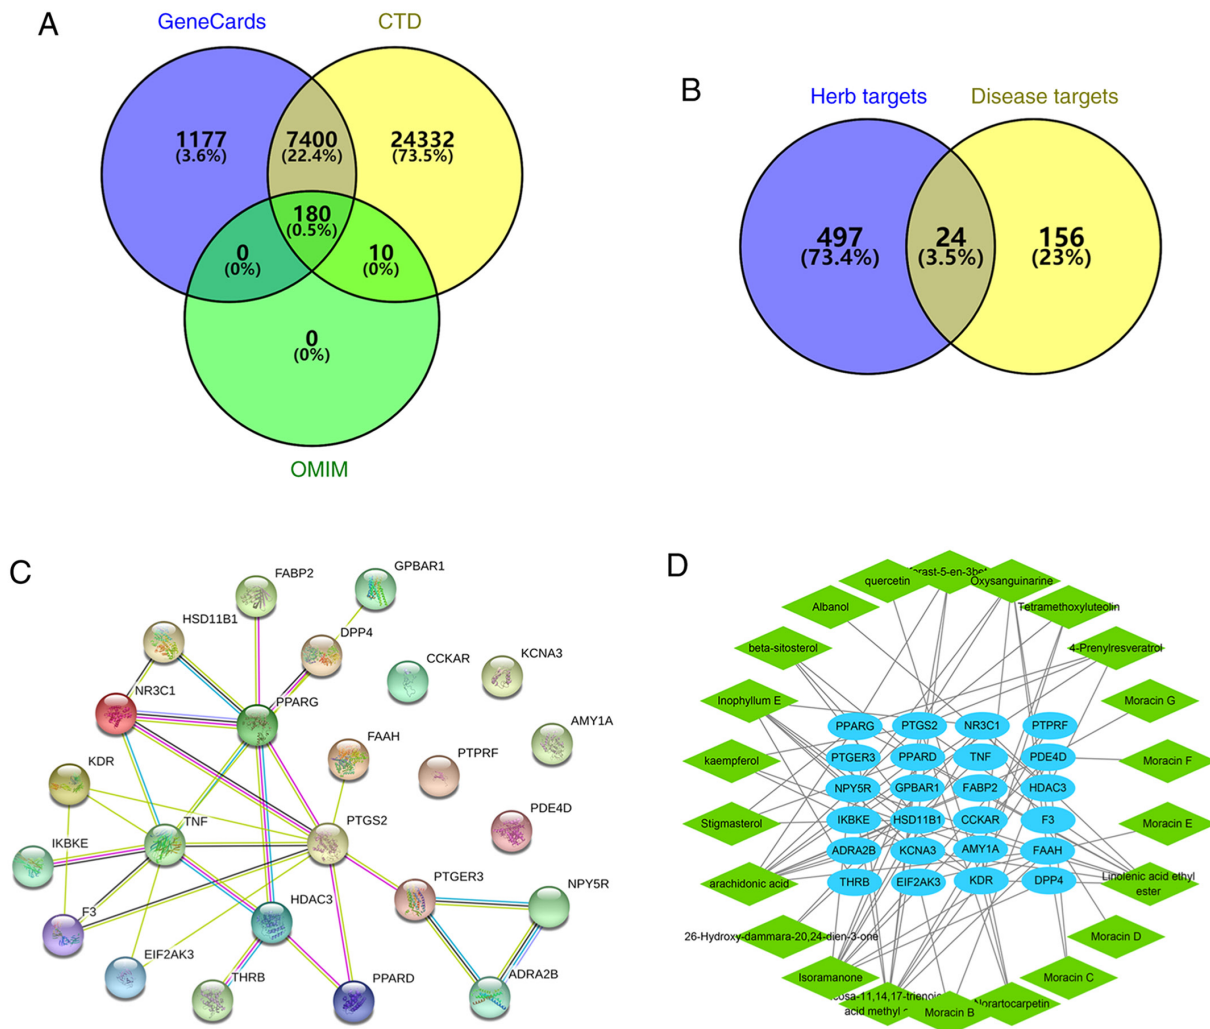 A
GeneCards
CTD
1177
(3.6%)
7400
(22.4%)
24332
(73.5%)
180
(0.5%)
0
(0%)
10
(0%)
0
(0%)
OMIM
B
Herb targets
Disease targets
497
(73.4%)
24
(3.5%)
156
(23%)
C
FABP2
GPBAR1
HSD11B1
DPP4
CCKAR
KCNA3
NR3C1
PPARG
AMY1A
FAAH
PTPRF
KDR
PDE4D
TNF
PTGS2
IKBKE
PTGER3
NPY5R
F3
HDAC3
EIF2AK3
THRB
PPARD
ADRA2B
D
quercetin
Oxysanguinarine
Albanol
Tetramethoxyluteolin
beta-sitosterol
4-Prenylresveratrol
Inophyllum E
Moracin G
kaempferol
Moracin F
Stigmasterol
Moracin E
arachidonic acid
Linolenic acid ethyl
ester
26-Hydroxy-dammara-20,24-dien-3-one
Moracin D
Isoramanone
Moracin C
acid methyl
Moracin B
Norartocarpetin
PPARG PTGS2 NR3C1 PTPRF
PTGER3 PPARD TNF PDE4D
NPY5R GPBAR1 FABP2 HDAC3
IKBKE HSD11B1 CCKAR F3
ADRA2B KCNA3 AMY1A FAAH
THRB EIF2AK3 KDR DPP4